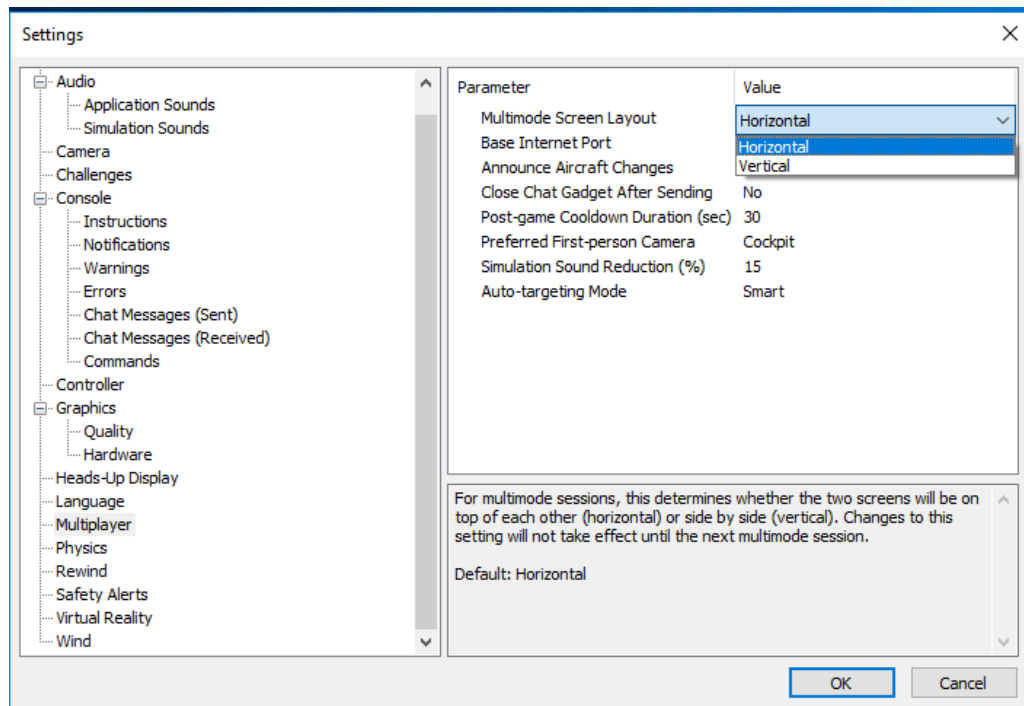 Settings
Audio
Application Sounds
Simulation Sounds
Camera
Challenges
Console
Instructions
Notifications
Warnings
Errors
Chat Messages (Sent)
Chat Messages (Received)
Commands
Controller
Graphics
Quality
Hardware
Heads-Up Display
Language
Multiplayer
Physics
Rewind
Safety Alerts
Virtual Reality
Wind
Parameter Value
Multimode Screen Layout Horizontal
Base Internet Port Horizontal
Announce Aircraft Changes Vertical
Close Chat Gadget After Sending No
Post-game Cooldown Duration (sec) 30
Preferred First-person Camera Cockpit
Simulation Sound Reduction (%) 15
Auto-targeting Mode Smart
For multimode sessions, this determines whether the two screens will be on
top of each other (horizontal) or side by side (vertical). Changes to this
setting will not take effect until the next multimode session.
Default: Horizontal
OK Cancel